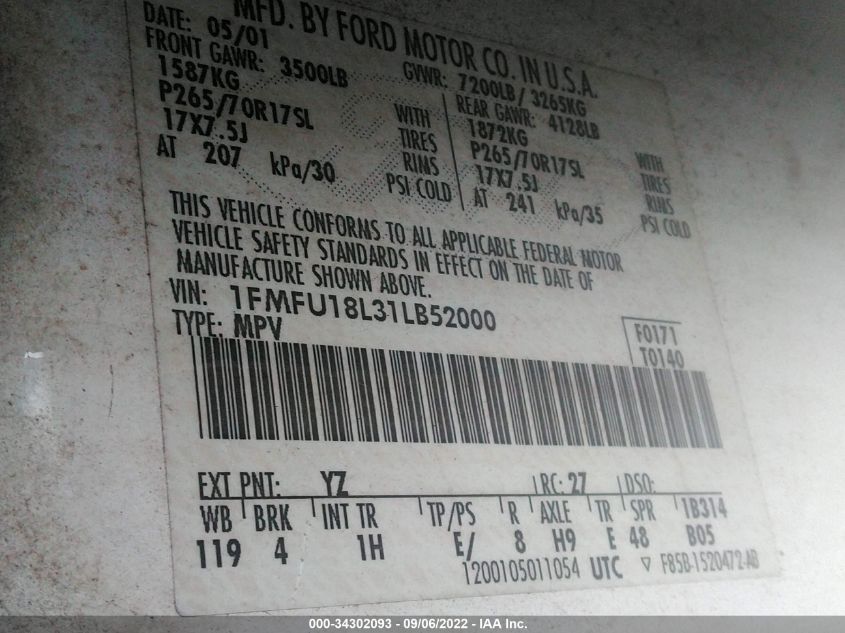 MFD. BY FORD MOTOR CO. IN U.S.A.
DATE: 05/01 GVWR: 7200LB/ 3265KG
FRONT GAWR: 3500LB REAR GAWR: 4128LB
1587KG WITH 1872KG WITH
P265/70R17SL TIRES P265/70R17SL TIRES
17X7.5J RIMS 17X7.5J RIMS
AT 207 kPa/30 PSI COLD AT 241 kPa/35 PSI COLD
THIS VEHICLE CONFORMS TO ALL APPLICABLE FEDERAL MOTOR
VEHICLE SAFETY STANDARDS IN EFFECT ON THE DATE OF
MANUFACTURE SHOWN ABOVE.
VIN: 1FMFU18L31LB52000
TYPE: MPV
F0171
T0140
EXT PNT: YZ RC: 27 DSO:
WB BRK INT TR TP/PS R AXLE TR SPR 1B314
119 4 1H E/ 8 H9 E 48 B05
1200105011054 UTC ▽ F85B-1520472-AB
000-34302093 - 09/06/2022 - IAA Inc.